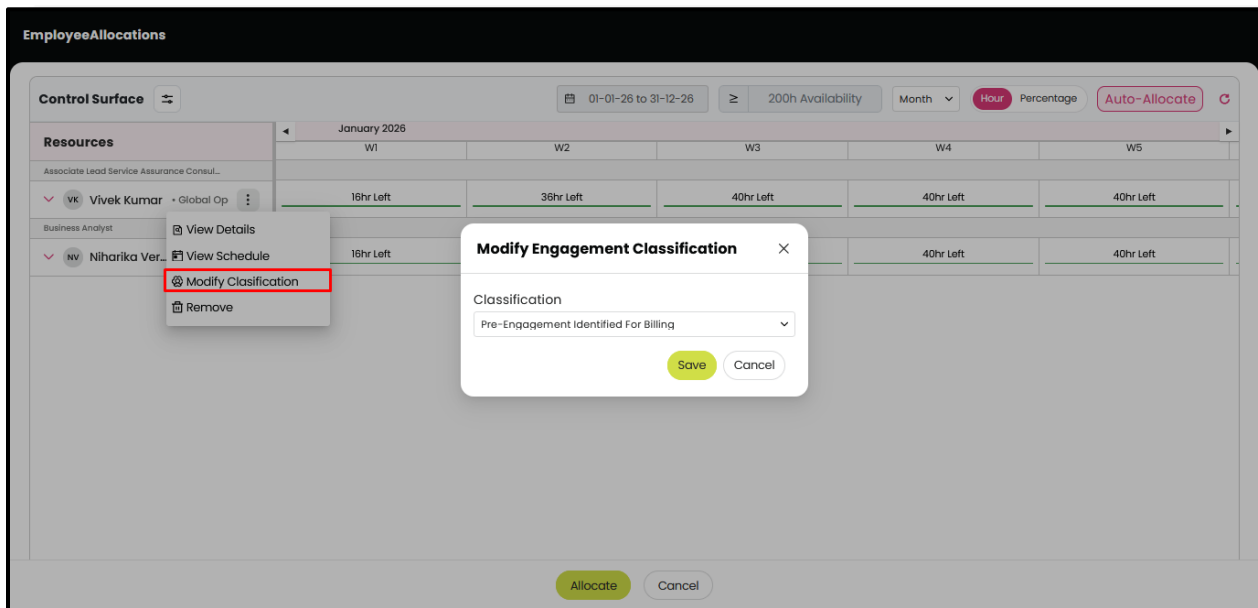 EmployeeAllocations
Control Surface
01-01-26 to 31-12-26
≥ 200h Availability
Month
Hour
Percentage
Auto-Allocate
Resources
January 2026
W1 W2 W3 W4 W5
Associate Lead Service Assurance Consul...
VK Vivek Kumar • Global Op
16hr Left 36hr Left 40hr Left 40hr Left 40hr Left
Business Analyst
NV Niharika Ver...
16hr Left 40hr Left 40hr Left
View Details
View Schedule
Modify Clasification
Remove
Modify Engagement Classification
Classification
Pre-Engagement Identified For Billing
Save Cancel
Allocate Cancel